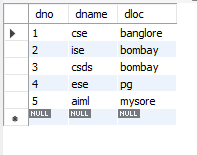 dno dname dloc
1 cse banglore
2 ise bombay
3 csds bombay
4 ese pg
5 aiml mysore
NULL NULL NULL